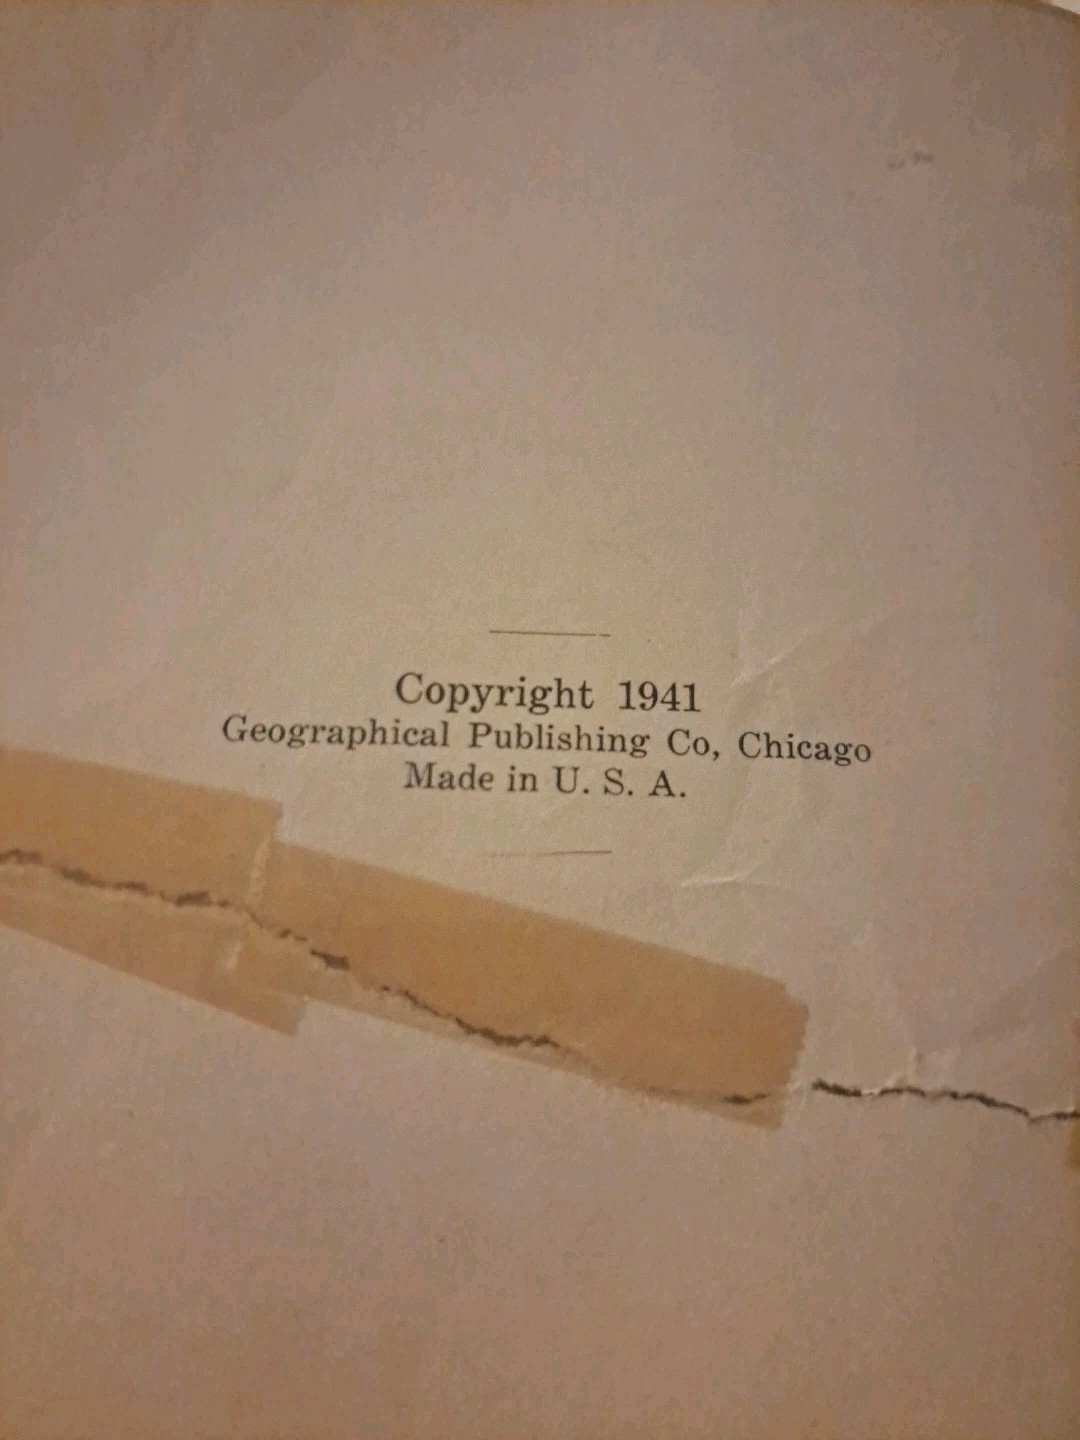 Copyright 1941
Geographical Publishing Co, Chicago
Made in U. S. A.